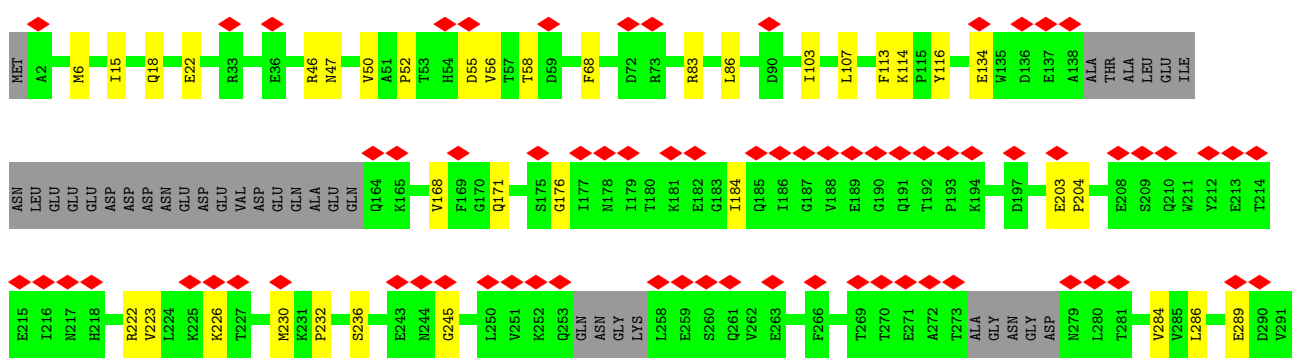 MET A2 M6 I15 Q18 E22 R33 E36 R46 N47 V50 A51 P52 T53 H54 D55 V56 T57 T58 D59 F68 D72 R73 R83 L86 D90 I103 L107 F113 K114 P115 Y116 E134 W135 D136 E137 A138 ALA THR ALA LEU GLU ILE
ASN LEU GLU GLU GLU ASP ASP ASP ASN GLU ASP GLU VAL ASP GLU GLN ALA GLU GLN Q164 K165 V168 F169 G170 Q171 S175 G176 I177 N178 I179 T180 K181 E182 G183 I184 Q185 I186 G187 V188 E189 G190 Q191 T192 P193 K194 D197 E203 P204 E208 S209 Q210 W211 Y212 E213 T214
E215 I216 N217 H218 R222 V223 L224 K225 K226 T227 M230 K231 P232 S236 E243 N244 G245 L250 V251 K252 Q253 GLN ASN GLY LYS L258 E259 S260 Q261 V262 E263 F266 T269 T270 E271 A272 T273 ALA GLY ASN GLY ASP N279 L280 T281 V284 V285 L286 E289 D290 V291